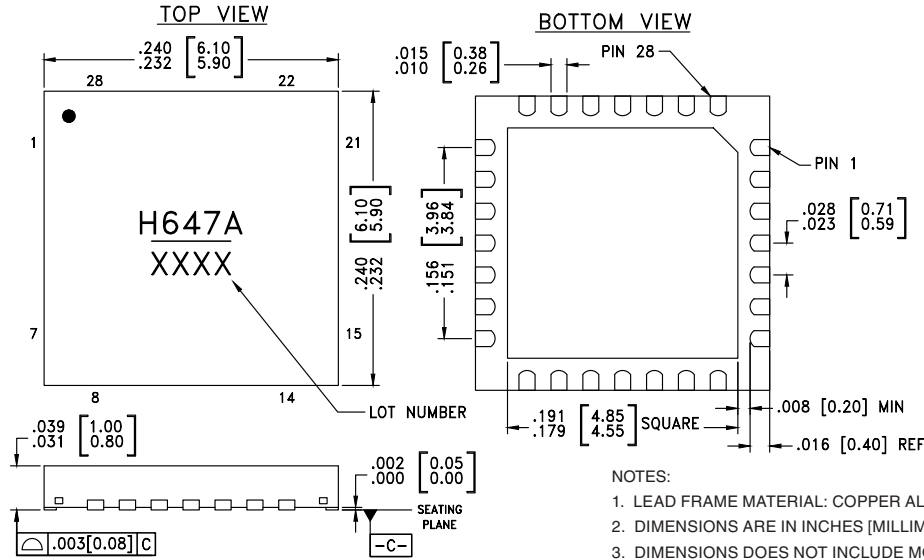 TOP VIEW
.240 [6.10]
.232 [5.90]
28
22
1
21
H647A
XXXX
[6.10]
[5.90]
.240
.232
7
15
8
14
LOT NUMBER
BOTTOM VIEW
.015 [0.38]
.010 [0.26]
PIN 28
PIN 1
[3.96]
[3.84]
.156
.151
.028 [0.71]
.023 [0.59]
.191 [4.85] SQUARE
.179 [4.55]
.008 [0.20] MIN
.016 [0.40] REF
.039 [1.00]
.031 [0.80]
.002 [0.05]
.000 [0.00]
SEATING
PLANE
.003[0.08] C
-C-
NOTES:
1. LEAD FRAME MATERIAL: COPPER AL
2. DIMENSIONS ARE IN INCHES [MILLIM
3. DIMENSIONS DOES NOT INCLUDE MO